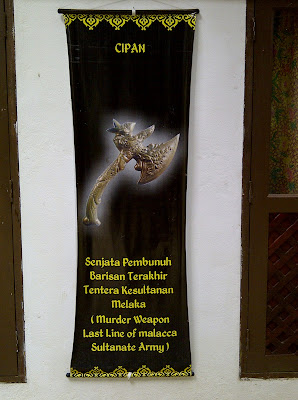 CIPAN
Senjata Pembunuh
Barisan Terakhir
Tentera Kesultanan
Melaka
( Murder Weapon
Last Line of malacca
Sultanate Army )